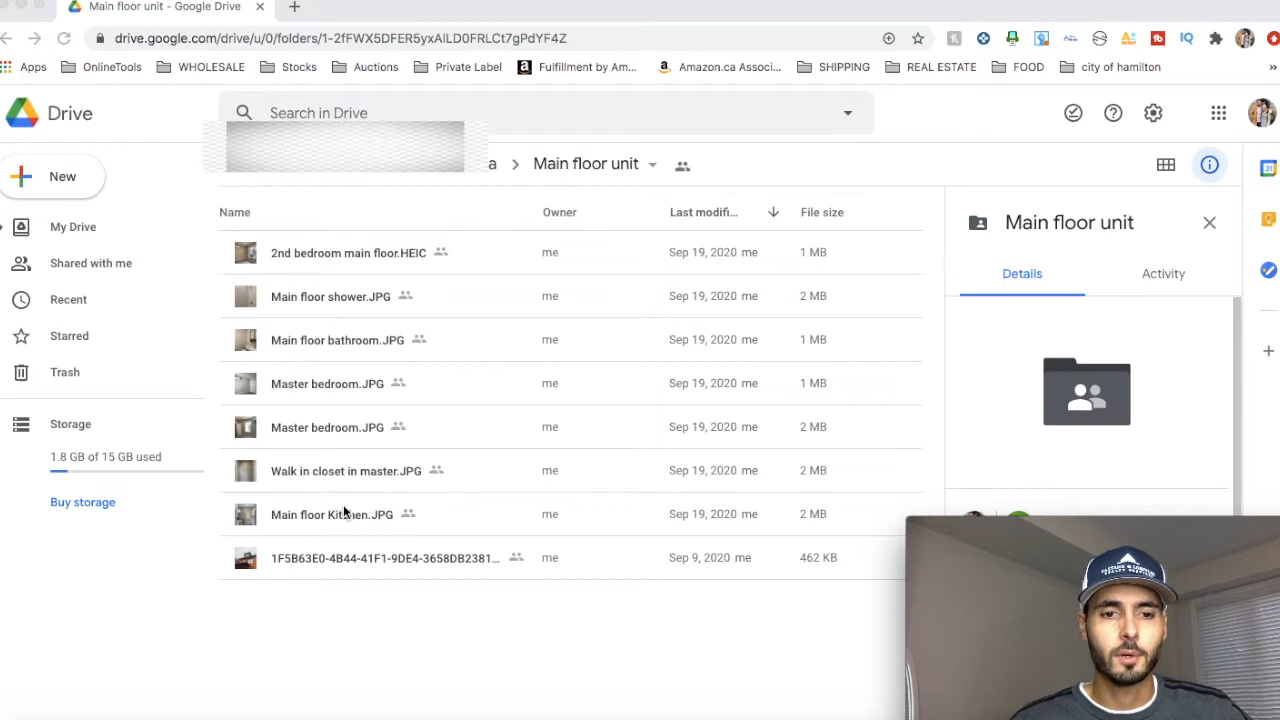 Main floor unit - Google Drive
drive.google.com/drive/u/0/folders/1-2fFWX5DFER5yxAlLD0FRLCt7gPdYF4Z
Apps OnlineTools WHOLESALE Stocks Auctions Private Label Fulfillment by Am... Amazon.ca Associ... SHIPPING REAL ESTATE FOOD city of hamilton »
Drive
Search in Drive
a > Main floor unit
New
My Drive
Shared with me
Recent
Starred
Trash
Storage
1.8 GB of 15 GB used
Buy storage
Name Owner Last modifi... File size
2nd bedroom main floor.HEIC me Sep 19, 2020 me 1 MB
Main floor shower.JPG me Sep 19, 2020 me 2 MB
Main floor bathroom.JPG me Sep 19, 2020 me 1 MB
Master bedroom.JPG me Sep 19, 2020 me 1 MB
Master bedroom.JPG me Sep 19, 2020 me 2 MB
Walk in closet in master.JPG me Sep 19, 2020 me 2 MB
Main floor Kitchen.JPG me Sep 19, 2020 me 2 MB
1F5B63E0-4B44-41F1-9DE4-3658DB2381... me Sep 9, 2020 me 462 KB
Main floor unit
Details Activity
31